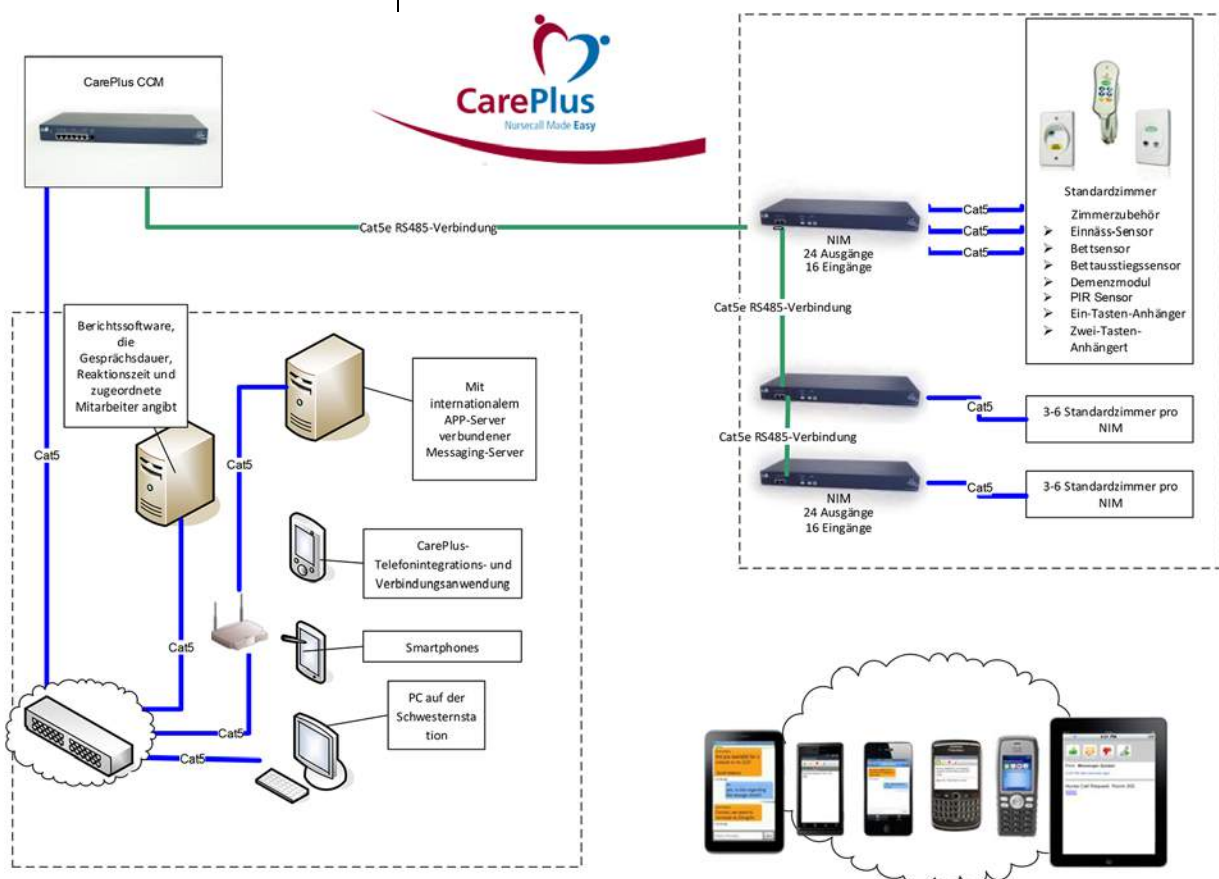 CarePlus CCM
CarePlus
Nursecall Made Easy
Cat5e RS485-Verbindung
NIM
24 Ausgänge
16 Eingänge
Cat5
Cat5
Cat5
Standardzimmer
Zimmerzubehör
Einnäss-Sensor
Bettsensor
Bettausstiegssensor
Demenzmodul
PIR Sensor
Ein-Tasten-Anhänger
Zwei-Tasten-
Anhängert
Cat5e RS485-Verbindung
Cat5
3-6 Standardzimmer pro
NIM
Cat5e RS485-Verbindung
Cat5
3-6 Standardzimmer pro
NIM
NIM
24 Ausgänge
16 Eingänge
Berichtssoftware,
die
Gesprächsdauer,
Reaktionszeit und
zugeordnete
Mitarbeiter angibt
Mit
internationalem
APP-Server
verbundener
Messaging-Server
Cat5
Cat5
CarePlus-
Telefonintegrations- und
Verbindungsanwendung
Cat5
Smartphones
PC auf der
Schwesternsta
tion
Cat5
Cat5